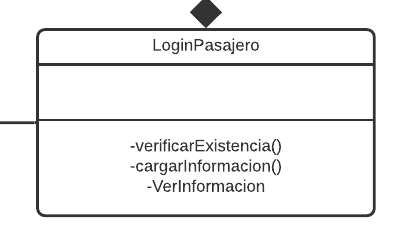 LoginPasajero
-verificarExistencia()
-cargarInformacion()
-VerInformacion